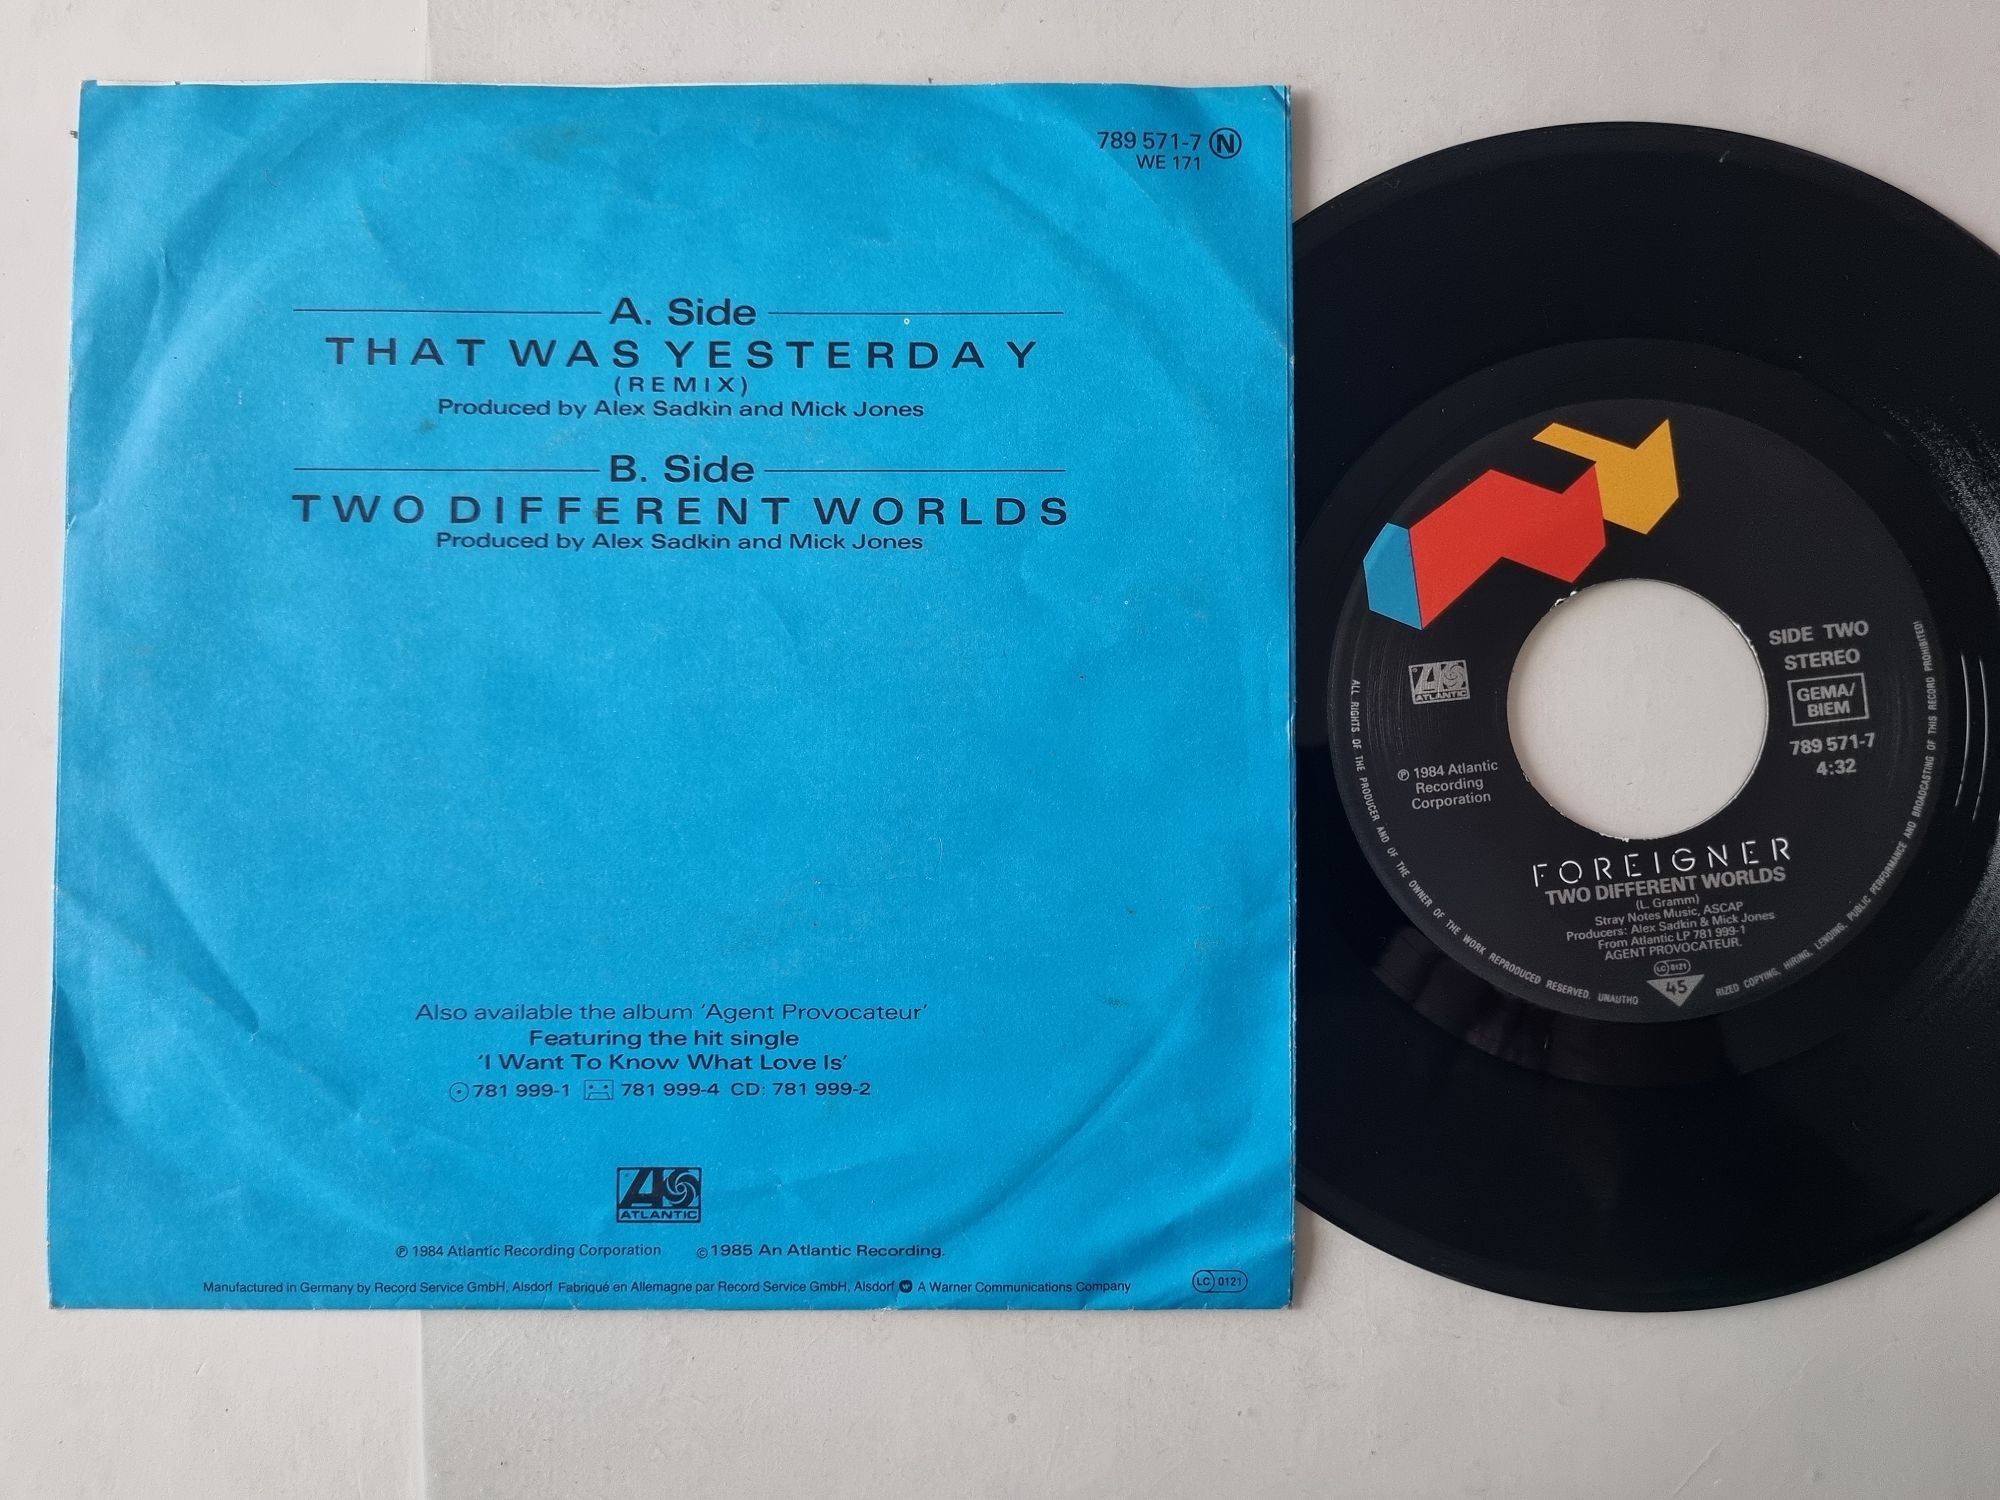 789 571-7 N
WE 171
A. Side
THAT WAS YESTERDAY
(REMIX)
Produced by Alex Sadkin and Mick Jones
B. Side
TWO DIFFERENT WORLDS
Produced by Alex Sadkin and Mick Jones
Also available the album 'Agent Provocateur'
Featuring the hit single
'I Want To Know What Love Is'
781 999-1 781 999-4 CD: 781 999-2
ATLANTIC
℗ 1984 Atlantic Recording Corporation © 1985 An Atlantic Recording.
Manufactured in Germany by Record Service GmbH, Alsdorf Fabriqué en Allemagne par Record Service GmbH, Alsdorf A Warner Communications Company
LC 0121
SIDE TWO
STEREO
GEMA/
BIEM
789 571-7
4:32
ATLANTIC
℗ 1984 Atlantic
Recording
Corporation
FOREIGNER
TWO DIFFERENT WORLDS
(L. Gramm)
Stray Notes Music, ASCAP
Producers: Alex Sadkin & Mick Jones
From Atlantic LP 781 999-1
AGENT PROVOCATEUR.
LC 0121
45
ALL RIGHTS OF THE PRODUCER AND OF THE OWNER OF THE WORK REPRODUCED RESERVED. UNAUTHO
RIZED COPYING, HIRING, LENDING, PUBLIC PERFORMANCE AND BROADCASTING OF THIS RECORD PROHIBITED!